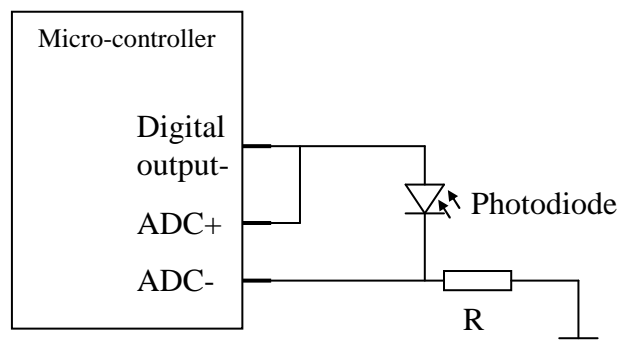 Micro-controller
Digital
output-
ADC+
ADC-
Photodiode
R